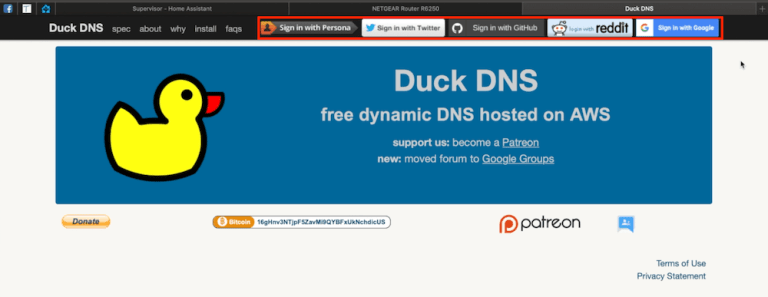 Supervisor - Home Assistant NETGEAR Router R6250 Duck DNS
Duck DNS spec about why install faqs Sign in with Persona Sign in with Twitter Sign in with GitHub login with reddit Sign in with Google
Duck DNS
free dynamic DNS hosted on AWS
support us: become a Patreon
new: moved forum to Google Groups
Donate Bitcoin 16gHnv3NTjpF5ZavMi9QYBFxUkNchdicUS patreon
Terms of Use
Privacy Statement